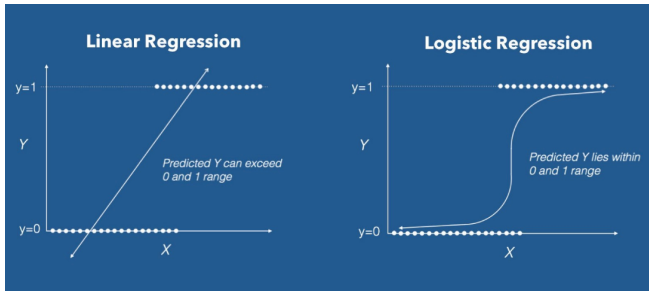 Linear Regression
y=1
Y
Predicted Y can exceed
0 and 1 range
y=0
X
Logistic Regression
y=1
Y
Predicted Y lies within
0 and 1 range
y=0
X